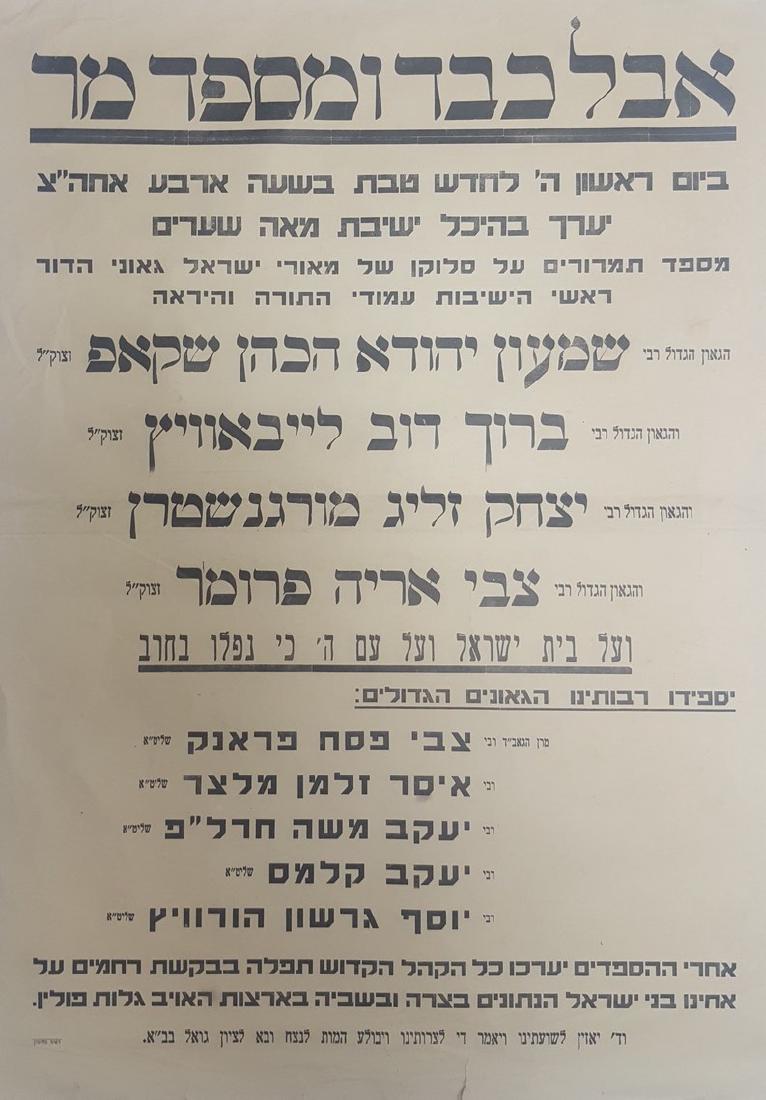 אבל כבד ומספד מר
ביום ראשון ה' לחדש טבת בשעה ארבע אחה"צ
יערך בהיכל ישיבת מאה שערים
מספד תמרורים על סלוקן של מאורי ישראל גאוני הדור
ראשי הישיבות עמודי התורה והיראה
הגאון הגדול רבי שמעון יהודא הכהן שקאפ זצוק"ל
והגאון הגדול רבי ברוך דוב לייבאוויץ זצוק"ל
והגאון הגדול רבי יצחק זליג מורגנשטרן זצוק"ל
והגאון הגדול רבי צבי אריה פרומר זצוק"ל
ועל בית ישראל ועל עם ה' כי נפלו בחרב
יספידו רבותינו הגאונים הגדולים:
מרן הגאב"ד רבי צבי פסח פראנק שליט"א
רבי איסר זלמן מלצר שליט"א
רבי יעקב משה חרל"פ שליט"א
רבי יעקב קלמס שליט"א
רבי יוסף גרשון הורוויץ שליט"א
אחרי ההספדים יערכו כל הקהל הקדוש תפלה בבקשת רחמים על
אחינו בני ישראל הנתונים בצרה ובשביה בארצות האויב גלות פולין.
וד' יאזין לשועתינו ויאמר די לצרותינו ויבולע המות לנצח ובא לציון גואל בב"א.